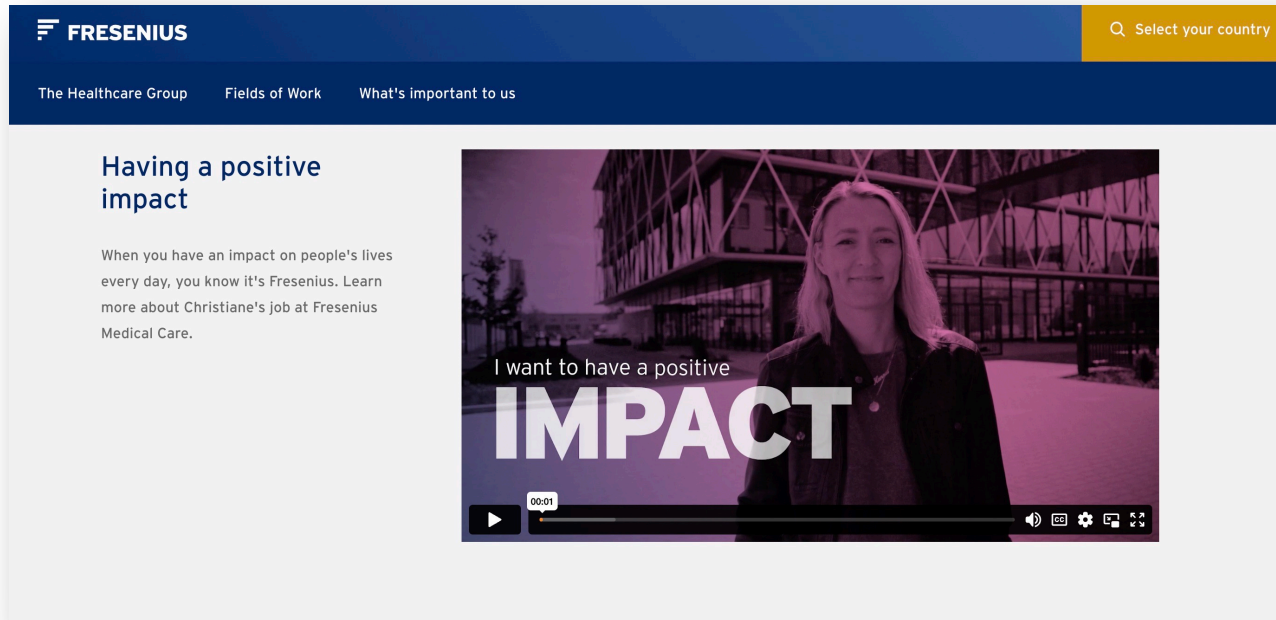 FRESENIUS
Select your country
The Healthcare Group
Fields of Work
What's important to us
Having a positive
impact
When you have an impact on people's lives
every day, you know it's Fresenius. Learn
more about Christiane's job at Fresenius
Medical Care.
I want to have a positive
IMPACT
00:01
CC